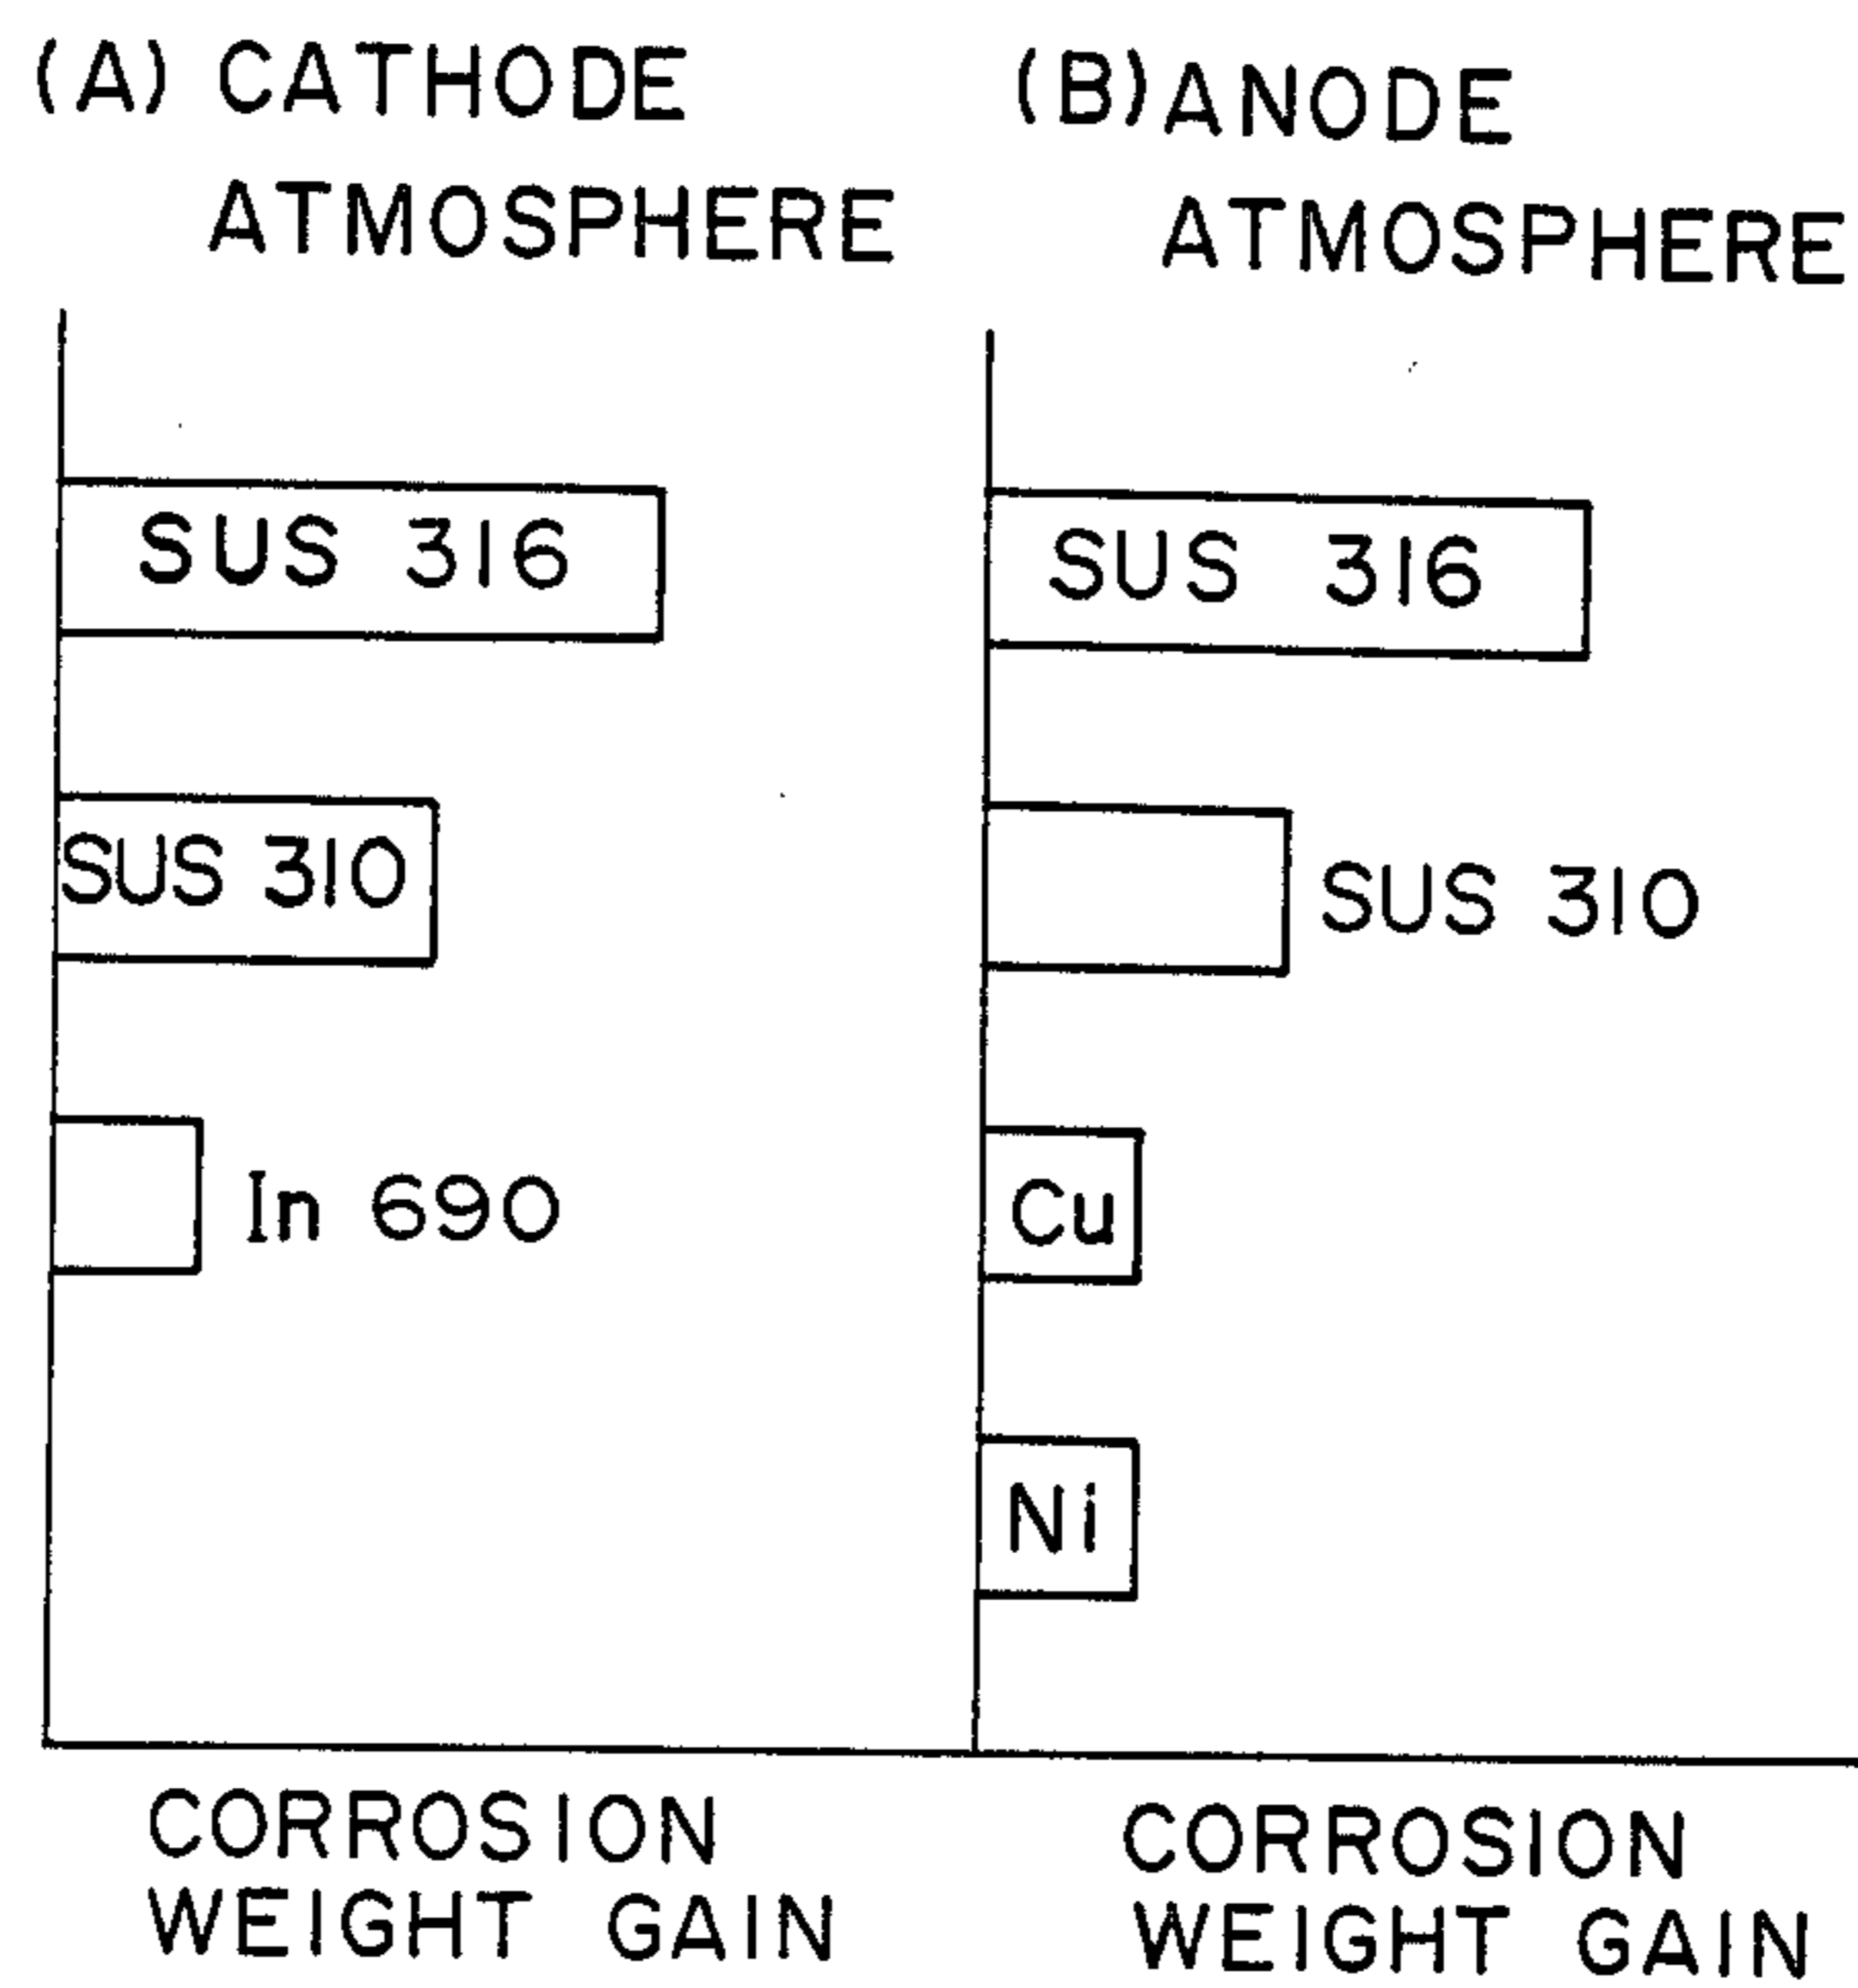 (A) CATHODE
ATMOSPHERE
SUS 316
SUS 310
In 690
CORROSION
WEIGHT GAIN
(B) ANODE
ATMOSPHERE
SUS 316
SUS 310
Cu
Ni
CORROSION
WEIGHT GAIN